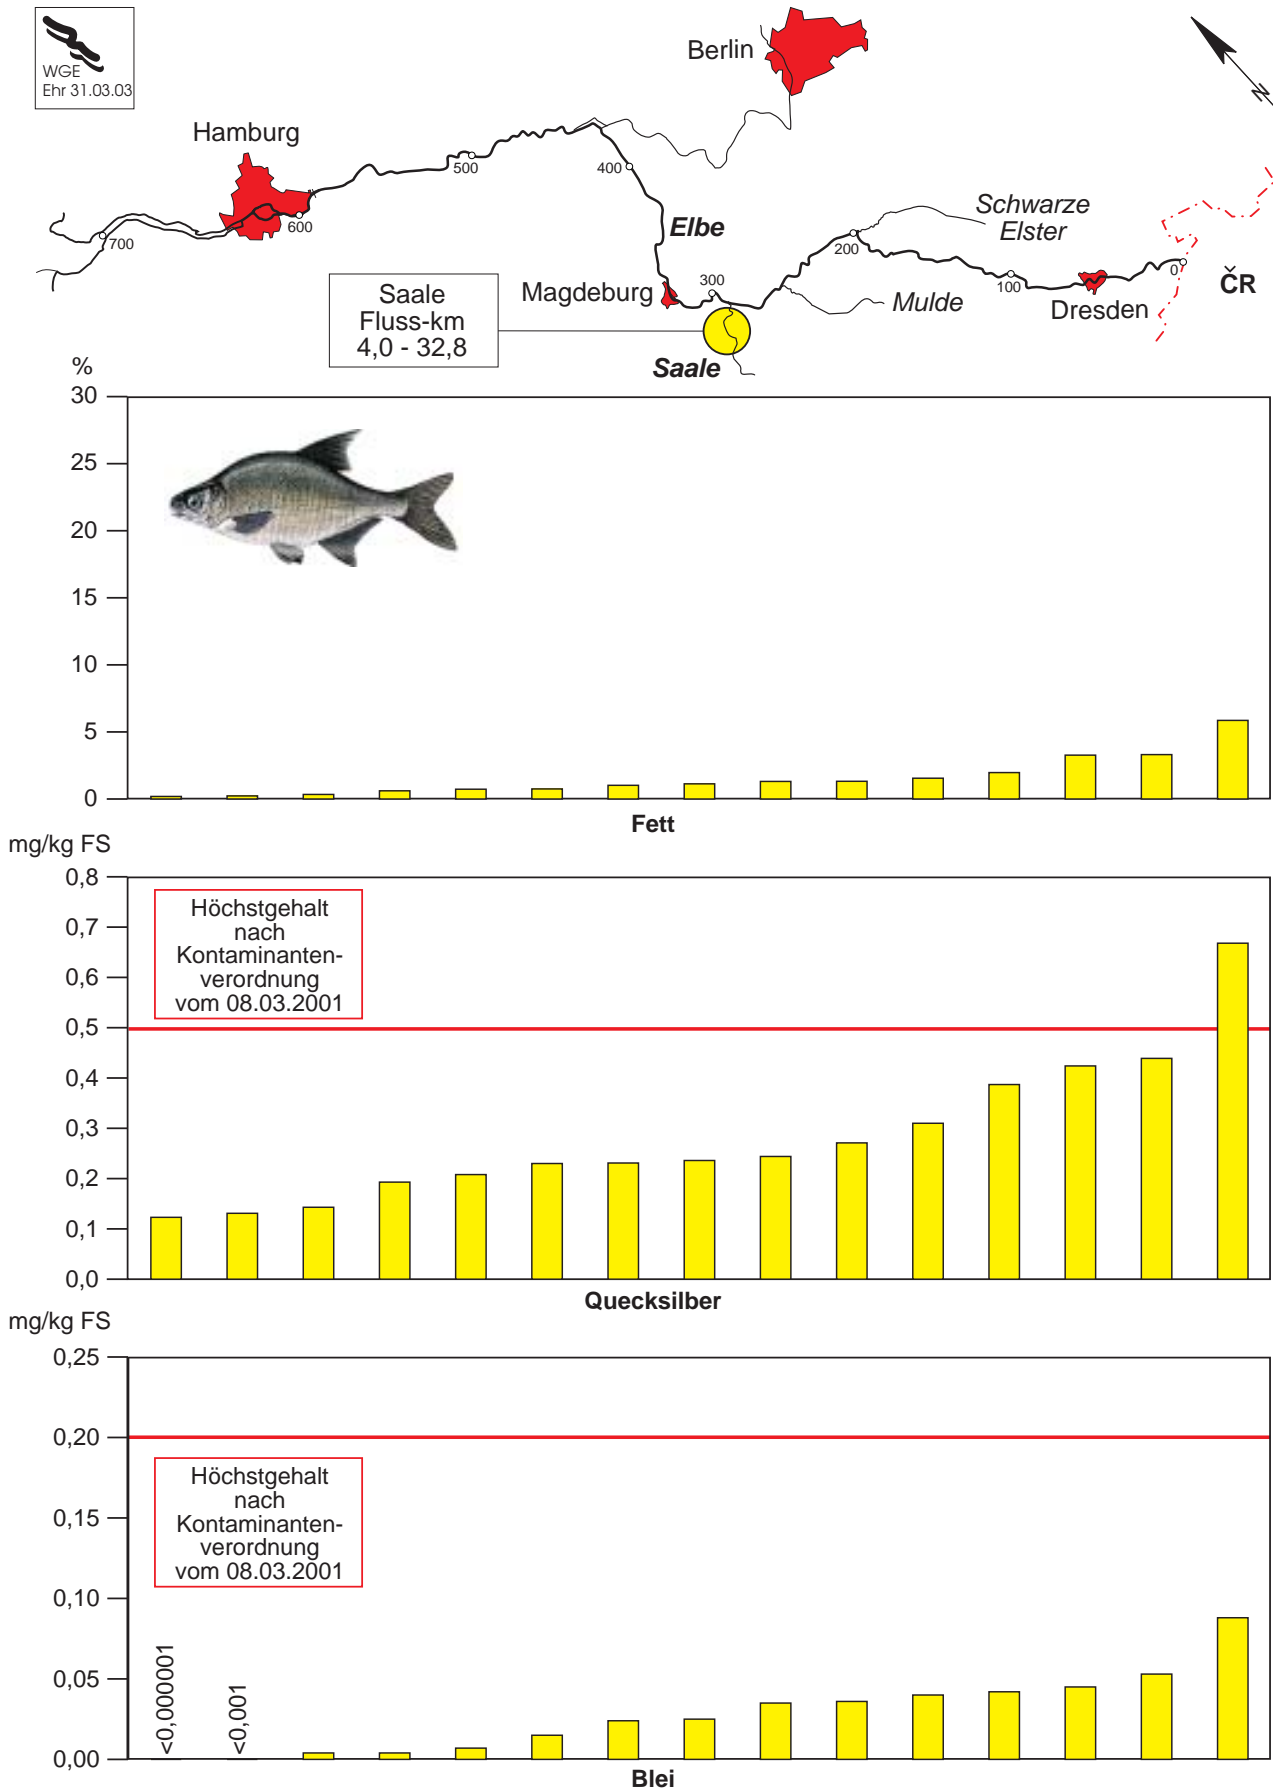 WGE
Ehr 31.03.03
Berlin
N
Hamburg
500
400
600
700
Elbe
Schwarze
Elster
200
Saale
Fluss-km
4,0 - 32,8
Magdeburg
300
Mulde
100
Dresden
0
ČR
Saale
%
30
25
20
15
10
5
0
Fett
mg/kg FS
0,8
0,7
0,6
0,5
0,4
0,3
0,2
0,1
0,0
Höchstgehalt
nach
Kontaminanten-
verordnung
vom 08.03.2001
Quecksilber
mg/kg FS
0,25
0,20
0,15
0,10
0,05
0,00
Höchstgehalt
nach
Kontaminanten-
verordnung
vom 08.03.2001
<0,000001
<0,001
Blei